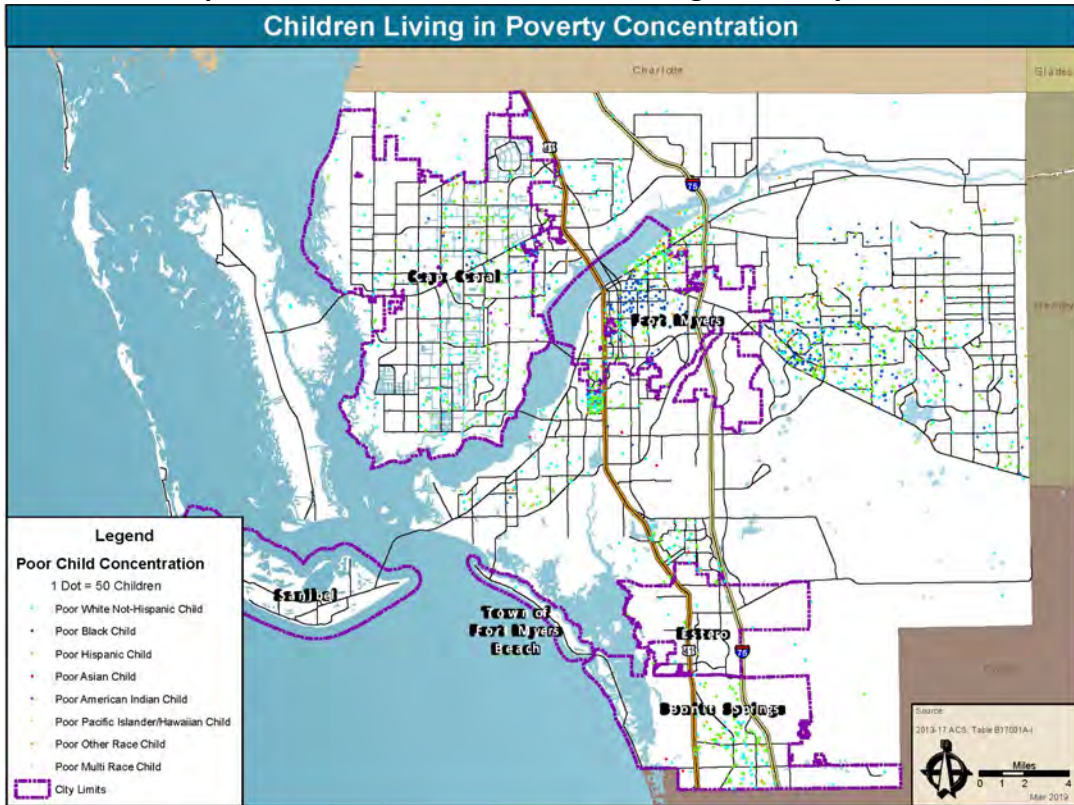 Children Living in Poverty Concentration
Charlotte
Glades
41
75
Cape Coral
Fort Myers
Hendry
Legend
Poor Child Concentration
1 Dot = 50 Children
Poor White Not-Hispanic Child
Poor Black Child
Poor Hispanic Child
Poor Asian Child
Poor American Indian Child
Poor Pacific Islander/Hawaiian Child
Poor Other Race Child
Poor Multi Race Child
City Limits
Sanibel
Town of
Fort Myers
Beach
Estero
41
75
Collier
Bonita Springs
Source:
2013-17 ACS, Table B17001A-I
Miles
0 1 2 4
Mar 2019